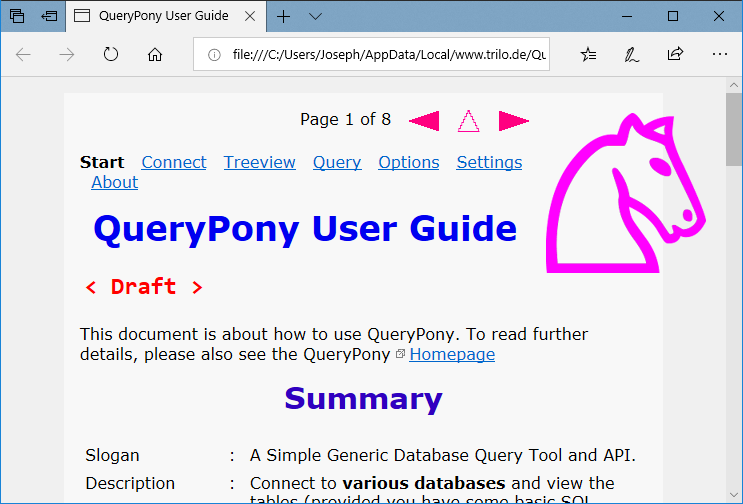 QueryPony User Guide
file:///C:/Users/Joseph/AppData/Local/www.trilo.de/Qu
Page 1 of 8
Start Connect Treeview Query Options Settings
About
QueryPony User Guide
< Draft >
This document is about how to use QueryPony. To read further
details, please also see the QueryPony Homepage
Summary
Slogan : A Simple Generic Database Query Tool and API.
Description : Connect to various databases and view the
tables (provided you have some basic SQL